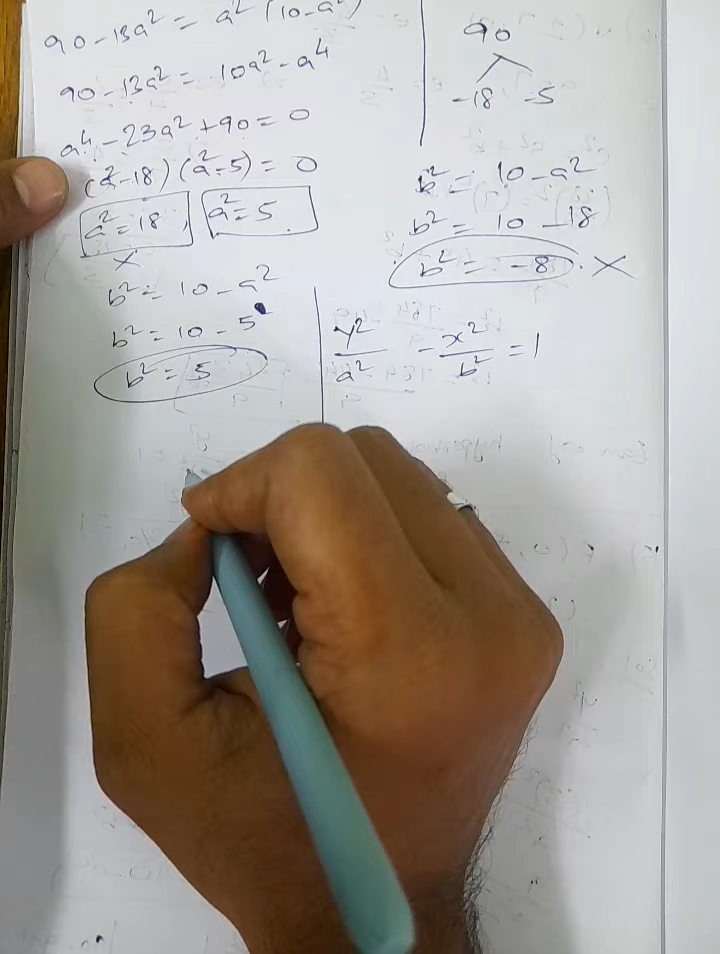 90 - 13a² = a² (10 - a²)
90 - 13a² = 10a² - a⁴
a⁴ - 23a² + 90 = 0
(a² - 18) (a² - 5) = 0
a² = 18 a² = 5
×
b² = 10 - a²
b² = 10 - 5
b² = 5
90
-18 -5
b² = 10 - a²
b² = 10 - 18
b² = -8 . ×
y²/a² - x²/b² = 1